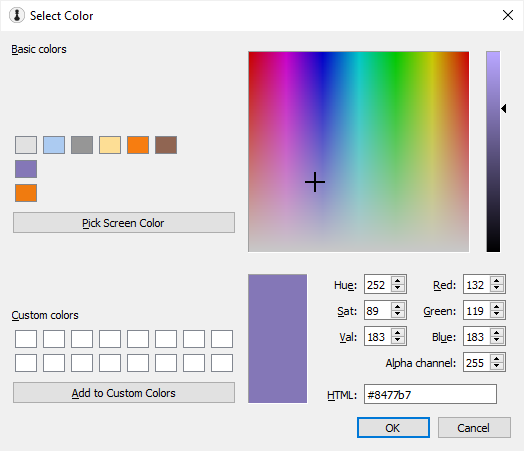 Select Color
Basic colors
Pick Screen Color
Custom colors
Add to Custom Colors
Hue: 252 Red: 132
Sat: 89 Green: 119
Val: 183 Blue: 183
Alpha channel: 255
HTML: #8477b7
OK Cancel